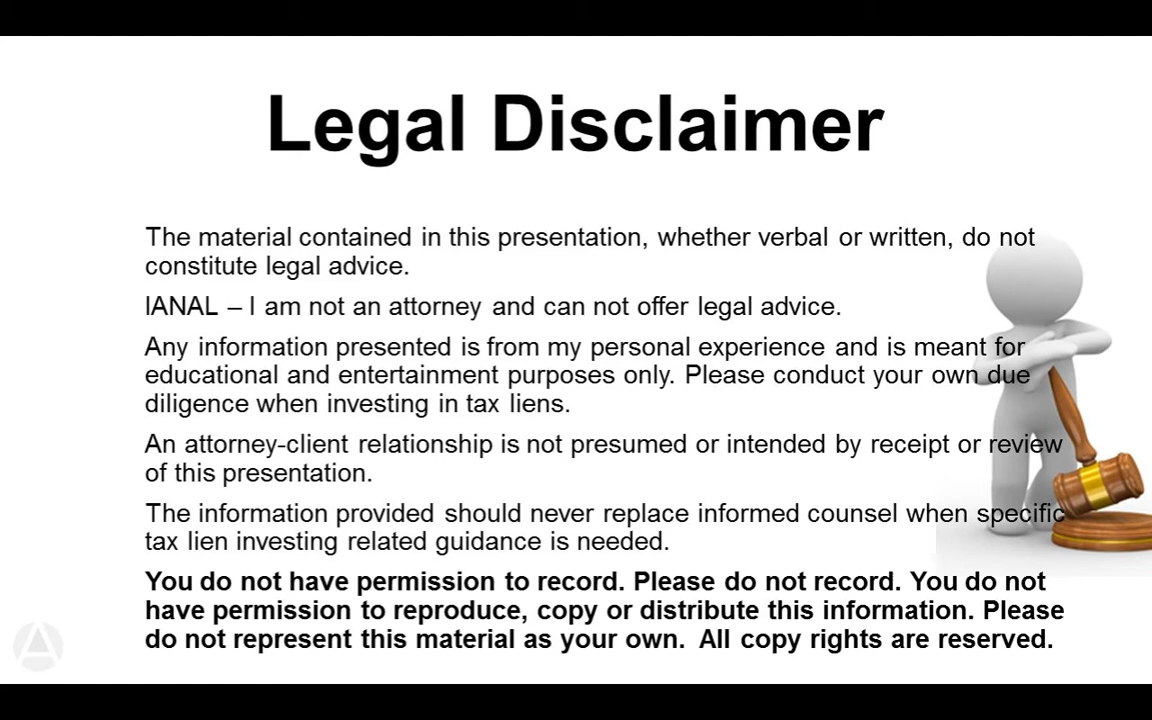 Legal Disclaimer
The material contained in this presentation, whether verbal or written, do not
constitute legal advice.
IANAL – I am not an attorney and can not offer legal advice.
Any information presented is from my personal experience and is meant for
educational and entertainment purposes only. Please conduct your own due
diligence when investing in tax liens.
An attorney-client relationship is not presumed or intended by receipt or review
of this presentation.
The information provided should never replace informed counsel when specific
tax lien investing related guidance is needed.
You do not have permission to record. Please do not record. You do not
have permission to reproduce, copy or distribute this information. Please
do not represent this material as your own. All copy rights are reserved.